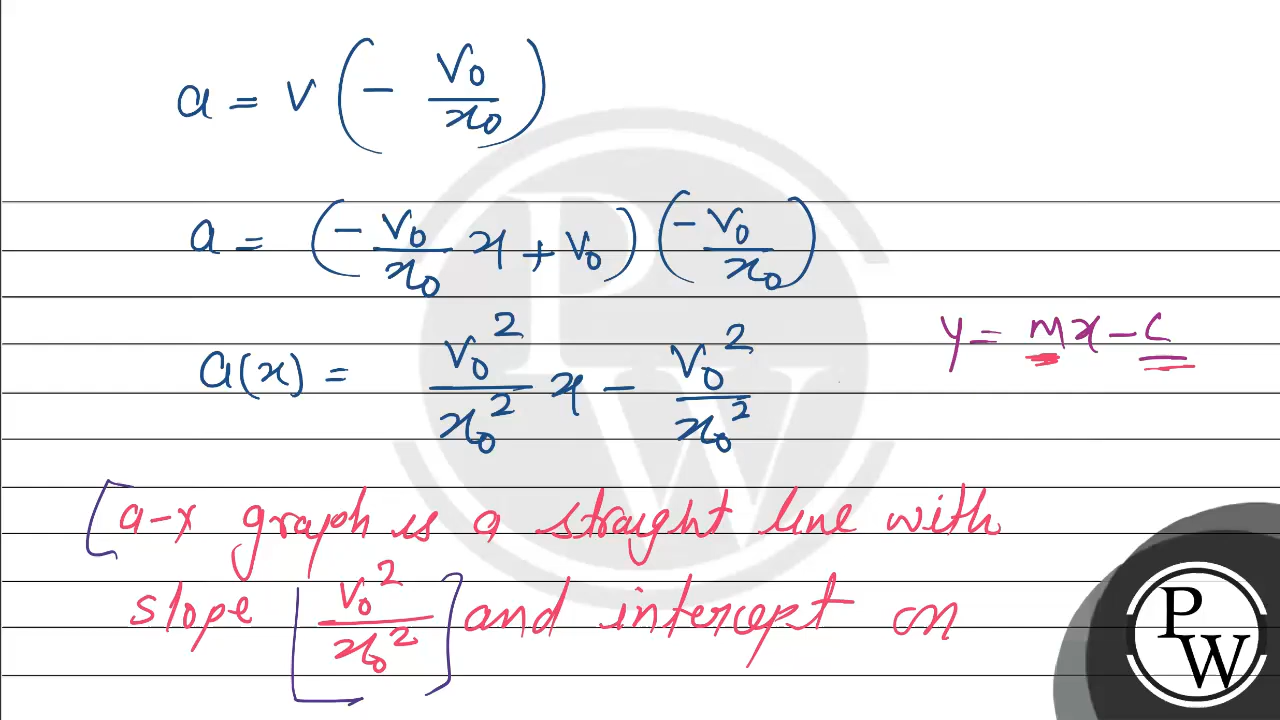 a = v ( - v₀/x₀ )
a = ( - v₀/x₀ x + v₀ ) ( - v₀/x₀ )
a(x) = v₀²/x₀² x - v₀²/x₀²
y = mx - c
a-x graph is a straight line with
slope [ v₀²/x₀² ] and intercept on
PW
PW